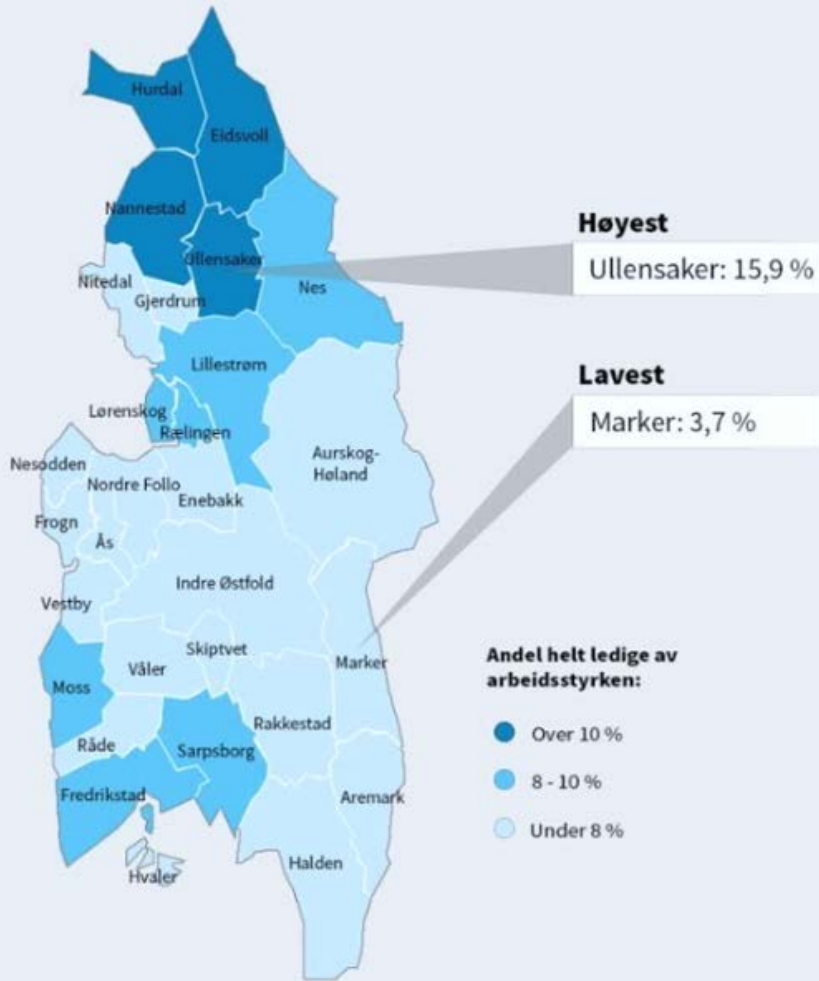 Hurdal
Eidsvoll
Nannestad
Ullensaker
Nitedal
Gjerdrum
Nes
Lillestrøm
Lørenskog
Rælingen
Aurskog-
Høland
Nesodden
Nordre Follo
Enebakk
Frogn
Ås
Indre Østfold
Vestby
Skiptvet
Våler
Marker
Moss
Rakkestad
Råde
Sarpsborg
Fredrikstad
Aremark
Halden
Hvaler
Høyest
Ullensaker: 15,9 %
Lavest
Marker: 3,7 %
Andel helt ledige av
arbeidsstyrken:
Over 10 %
8 - 10 %
Under 8 %